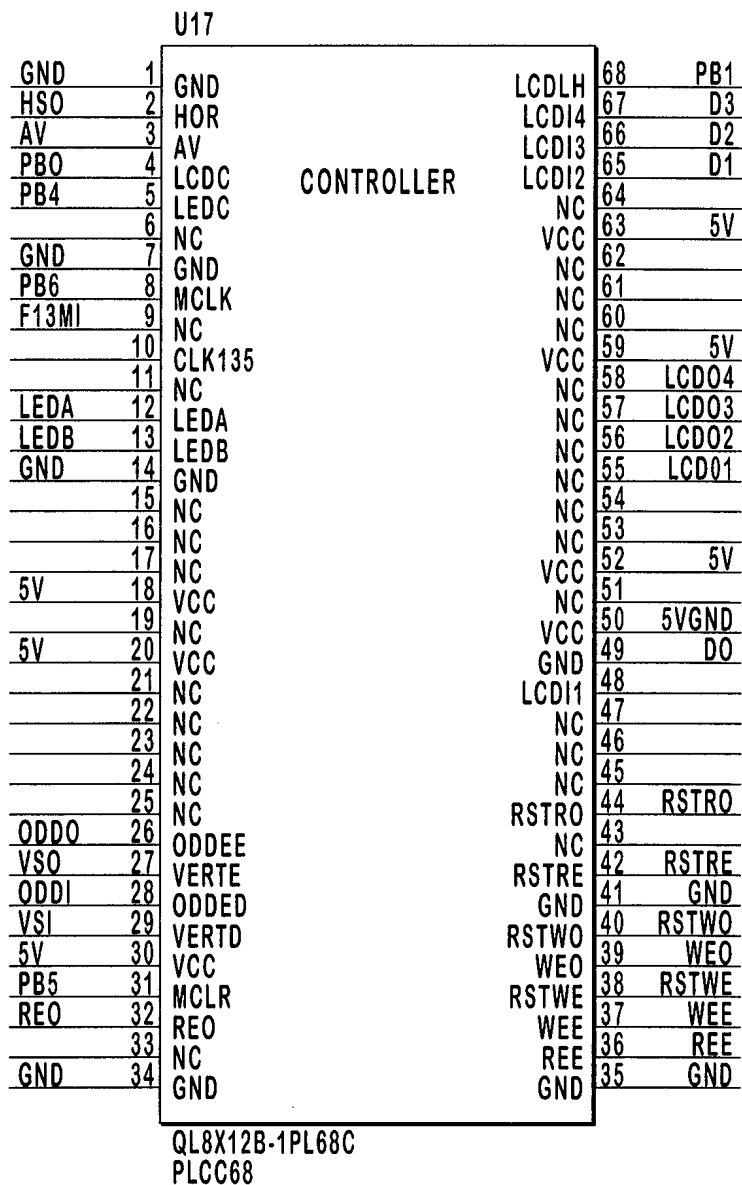 U17
GND 1 GND LCDLH 68 PB1
HSO 2 HOR LCDI4 67 D3
AV 3 AV LCDI3 66 D2
PBO 4 LCDC CONTROLLER LCDI2 65 D1
PB4 5 LEDC NC 64
6 NC VCC 63 5V
GND 7 GND NC 62
PB6 8 MCLK NC 61
F13MI 9 NC NC 60
10 CLK135 VCC 59 5V
11 NC NC 58 LCDO4
LEDA 12 LEDA NC 57 LCDO3
LEDB 13 LEDB NC 56 LCDO2
GND 14 GND NC 55 LCD01
15 NC NC 54
16 NC NC 53
17 NC VCC 52 5V
5V 18 VCC NC 51
19 NC VCC 50 5VGND
5V 20 VCC GND 49 DO
21 NC LCDI1 48
22 NC NC 47
23 NC NC 46
24 NC NC 45
25 NC RSTRO 44 RSTRO
ODDO 26 ODDEE NC 43
VSO 27 VERTE RSTRE 42 RSTRE
ODDI 28 ODDED GND 41 GND
VSI 29 VERTD RSTWO 40 RSTWO
5V 30 VCC WEO 39 WEO
PB5 31 MCLR RSTWE 38 RSTWE
REO 32 REO WEE 37 WEE
33 NC REE 36 REE
GND 34 GND GND 35 GND
QL8X12B-1PL68C
PLCC68